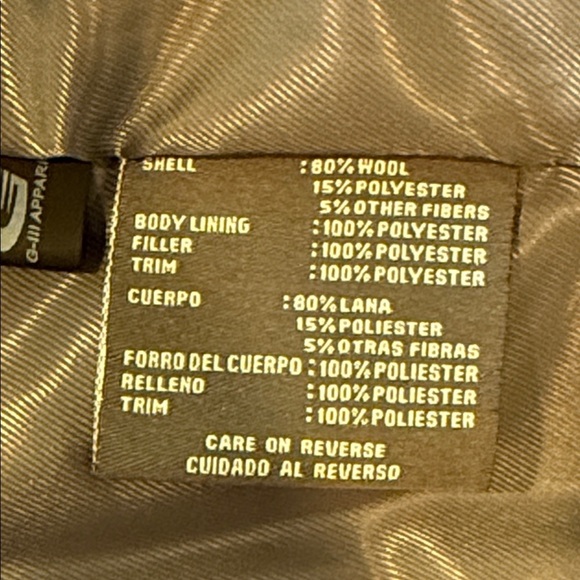 G-III APPAR
SHELL :80% WOOL
15% POLYESTER
5% OTHER FIBERS
BODY LINING :100% POLYESTER
FILLER :100% POLYESTER
TRIM :100% POLYESTER
CUERPO :80% LANA
15% POLIESTER
5% OTRAS FIBRAS
FORRO DEL CUERPO :100% POLIESTER
RELLENO :100% POLIESTER
TRIM :100% POLIESTER
CARE ON REVERSE
CUIDADO AL REVERSO